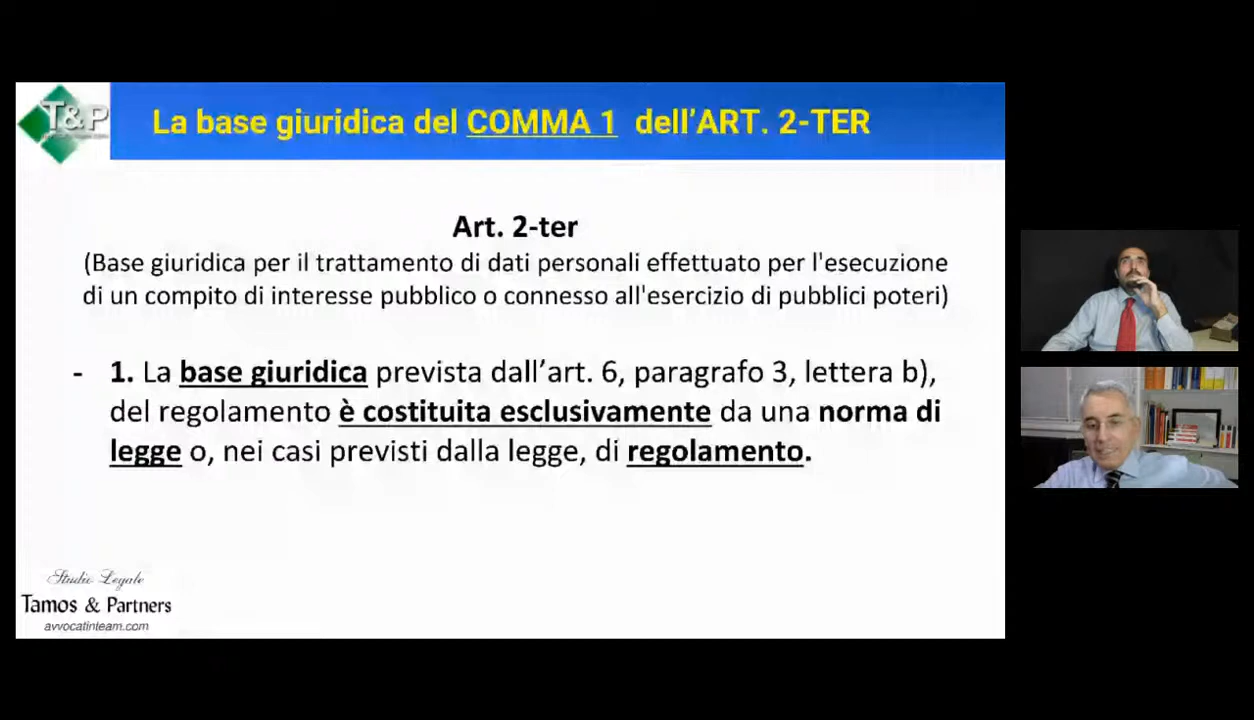 T&P
La base giuridica del COMMA 1 dell'ART. 2-TER
Art. 2-ter
(Base giuridica per il trattamento di dati personali effettuato per l'esecuzione
di un compito di interesse pubblico o connesso all'esercizio di pubblici poteri)
- 1. La base giuridica prevista dall’art. 6, paragrafo 3, lettera b),
del regolamento è costituita esclusivamente da una norma di
legge o, nei casi previsti dalla legge, di regolamento.
Studio Legale
Tamos & Partners
avvocatinteam.com